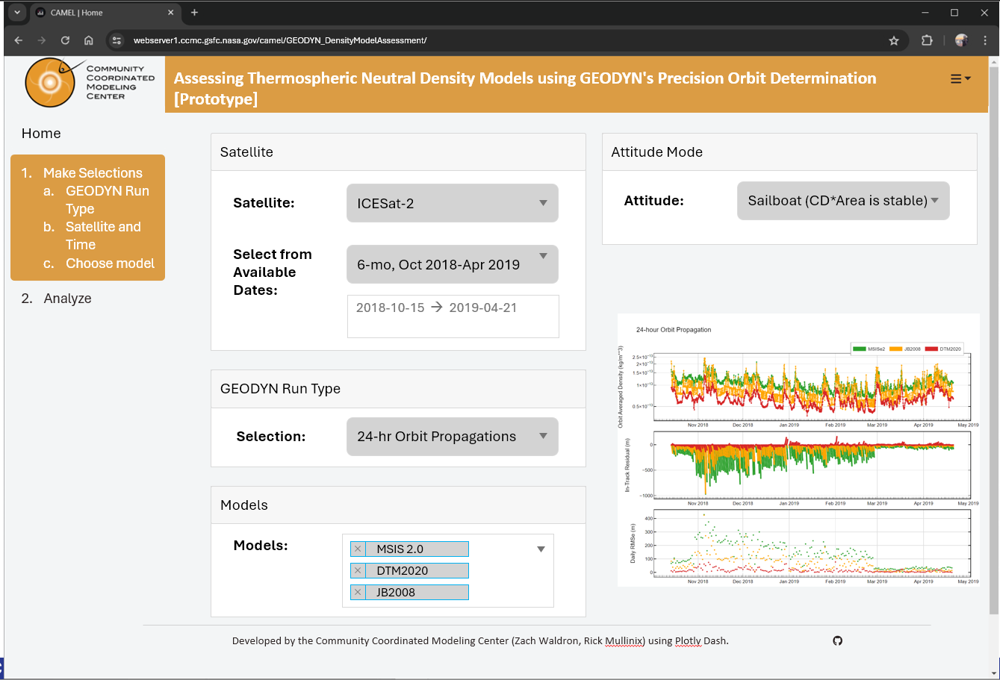 CAMEL | Home
webserver1.ccmc.gsfc.nasa.gov/camel/GEODYN_DensityModelAssessment/
COMMUNITY
COORDINATED
MODELING
CENTER
Assessing Thermospheric Neutral Density Models using GEODYN's Precision Orbit Determination
[Prototype]
Home
1. Make Selections
a. GEODYN Run
Type
b. Satellite and
Time
c. Choose model
2. Analyze
Satellite
Satellite:
ICESat-2
Select from
Available
Dates:
6-mo, Oct 2018-Apr 2019
2018-10-15 → 2019-04-21
GEODYN Run Type
Selection:
24-hr Orbit Propagations
Models
Models:
× MSIS 2.0
× DTM2020
× JB2008
Attitude Mode
Attitude:
Sailboat (CD*Area is stable)
24-hour Orbit Propagation
MSISe2 JB2008 DTM2020
Orbit Averaged Density (kg/m**3)
2.5×10−13
2×10−13
1.5×10−13
1×10−13
0.5×10−13
Nov 2018 Dec 2018 Jan 2019 Feb 2019 Mar 2019 Apr 2019 May 2019
In-Track Residual (m)
0
−500
−1000
Nov 2018 Dec 2018 Jan 2019 Feb 2019 Mar 2019 Apr 2019 May 2019
Daily RMSe (m)
400
300
200
100
0
Nov 2018 Dec 2018 Jan 2019 Feb 2019 Mar 2019 Apr 2019 May 2019
Developed by the Community Coordinated Modeling Center (Zach Waldron, Rick Mullinix) using Plotly Dash.